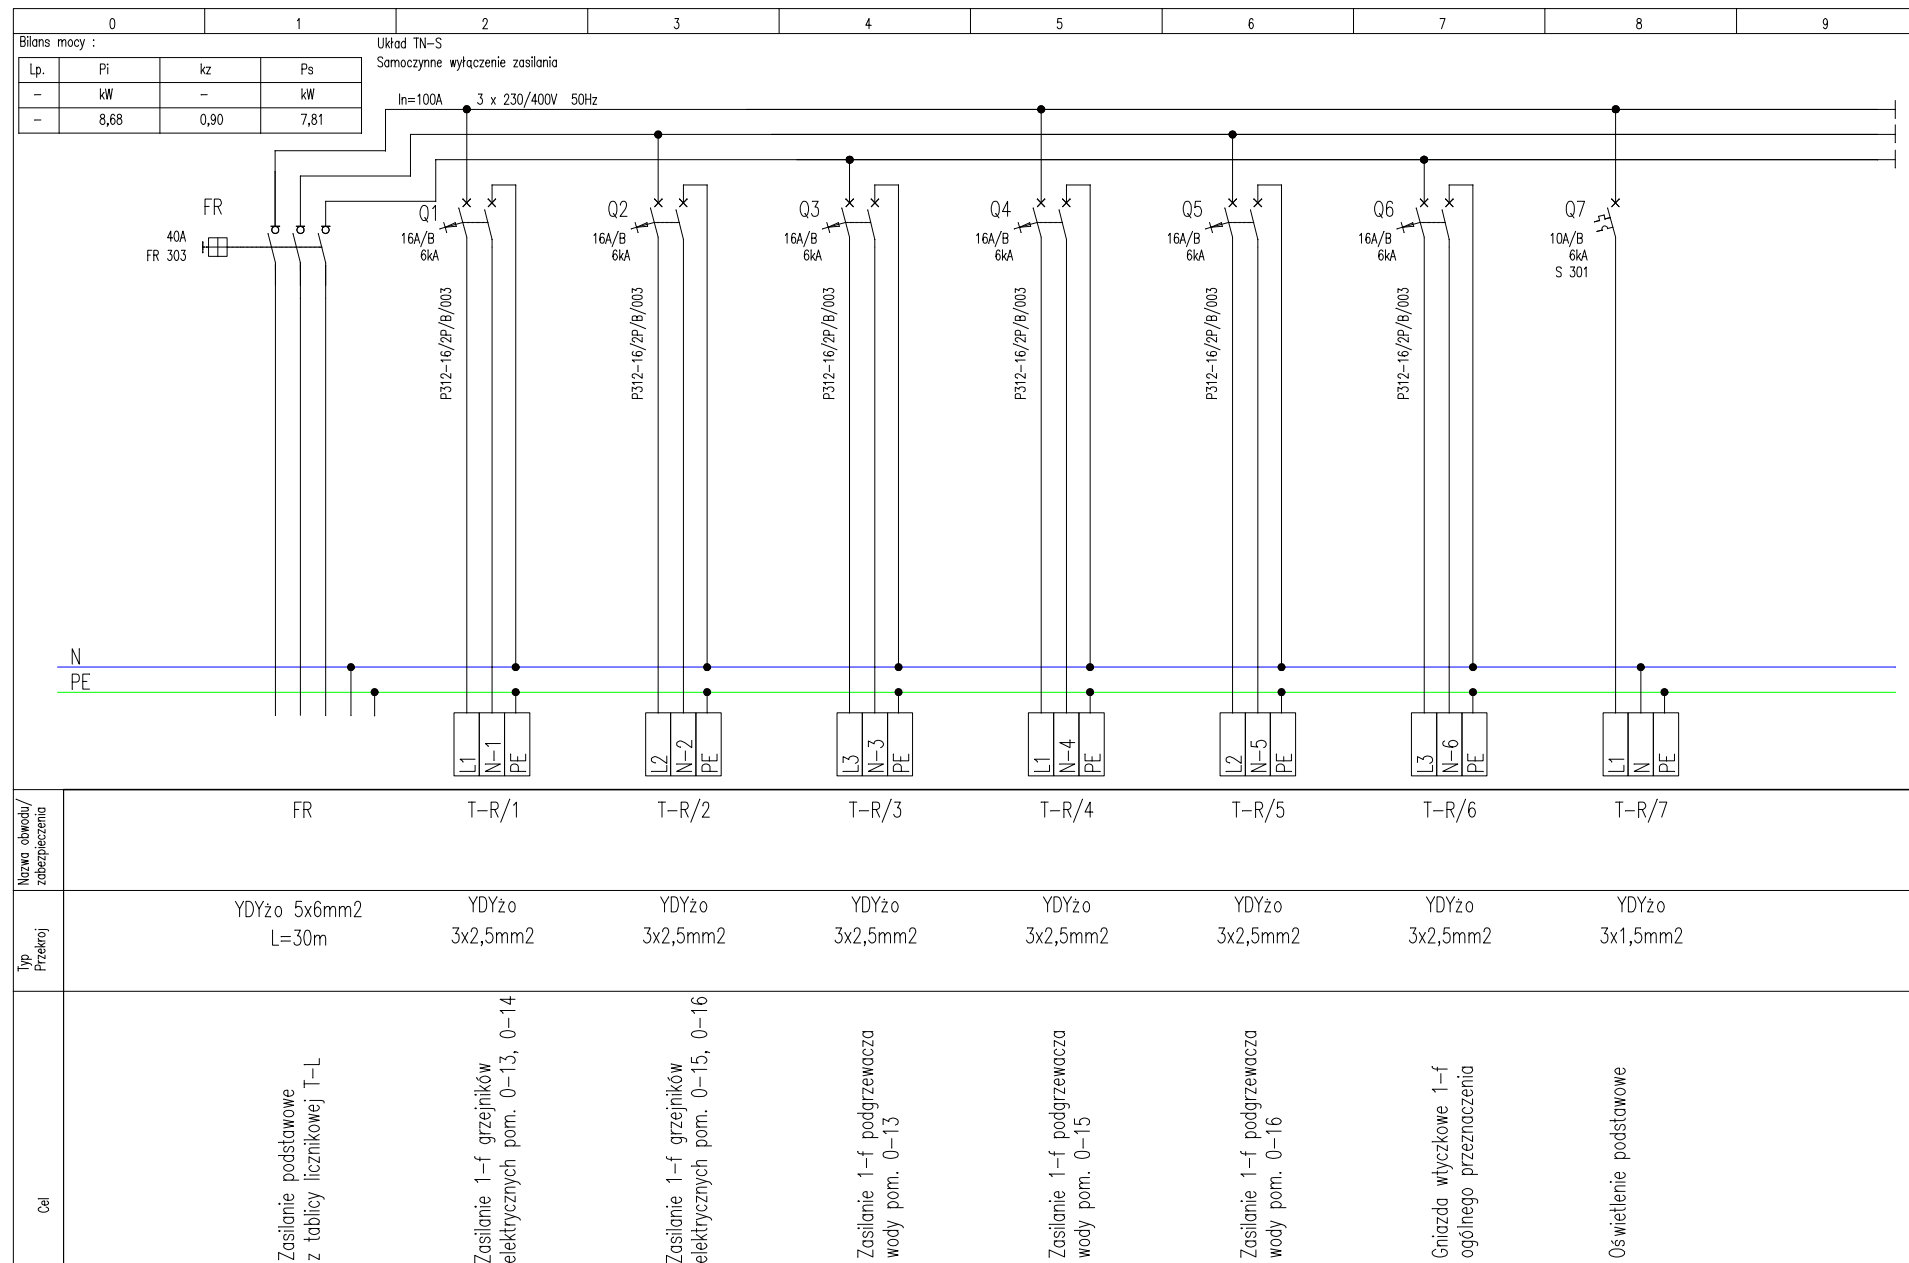 0 1 2 3 4 5 6 7 8 9
Bilans mocy :
Układ TN-S
Samoczynne wyłączenie zasilania
Lp. Pi kz Ps
- kW - kW
- 8,68 0,90 7,81
In=100A 3 x 230/400V 50Hz
FR
40A
FR 303
Q1
16A/B
6kA
P312-16/2P/B/003
Q2
16A/B
6kA
P312-16/2P/B/003
Q3
16A/B
6kA
P312-16/2P/B/003
Q4
16A/B
6kA
P312-16/2P/B/003
Q5
16A/B
6kA
P312-16/2P/B/003
Q6
16A/B
6kA
P312-16/2P/B/003
Q7
10A/B
6kA
S 301
N
PE
L1 N-1 PE
L2 N-2 PE
L3 N-3 PE
L1 N-4 PE
L2 N-5 PE
L3 N-6 PE
L1 N PE
Nazwa obwodu/
zabezpieczenia
FR T-R/1 T-R/2 T-R/3 T-R/4 T-R/5 T-R/6 T-R/7
Typ
Przekrój
YDYżo 5x6mm2
L=30m
YDYżo
3x2,5mm2
YDYżo
3x2,5mm2
YDYżo
3x2,5mm2
YDYżo
3x2,5mm2
YDYżo
3x2,5mm2
YDYżo
3x2,5mm2
YDYżo
3x1,5mm2
Cel
Zasilanie podstawowe
z tablicy licznikowej T-L
Zasilanie 1-f grzejników
elektrycznych pom. 0-13, 0-14
Zasilanie 1-f grzejników
elektrycznych pom. 0-15, 0-16
Zasilanie 1-f podgrzewacza
wody pom. 0-13
Zasilanie 1-f podgrzewacza
wody pom. 0-15
Zasilanie 1-f podgrzewacza
wody pom. 0-16
Gniazda wtyczkowe 1-f
ogólnego przeznaczenia
Oświetlenie podstawowe